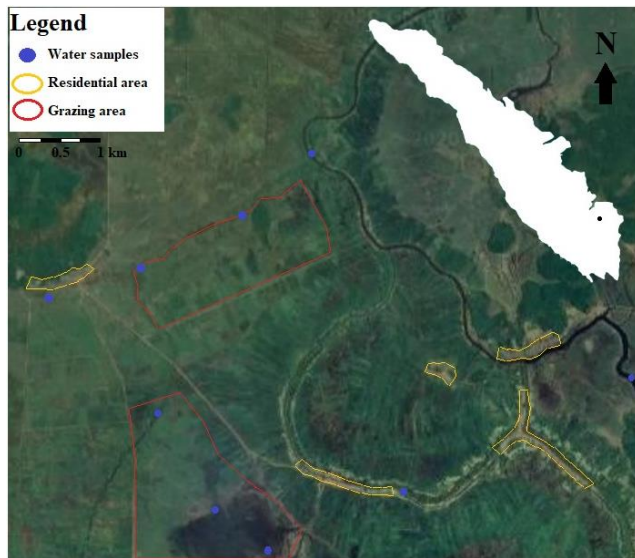 Legend
Water samples
Residential area
Grazing area
0 0.5 1 km
N